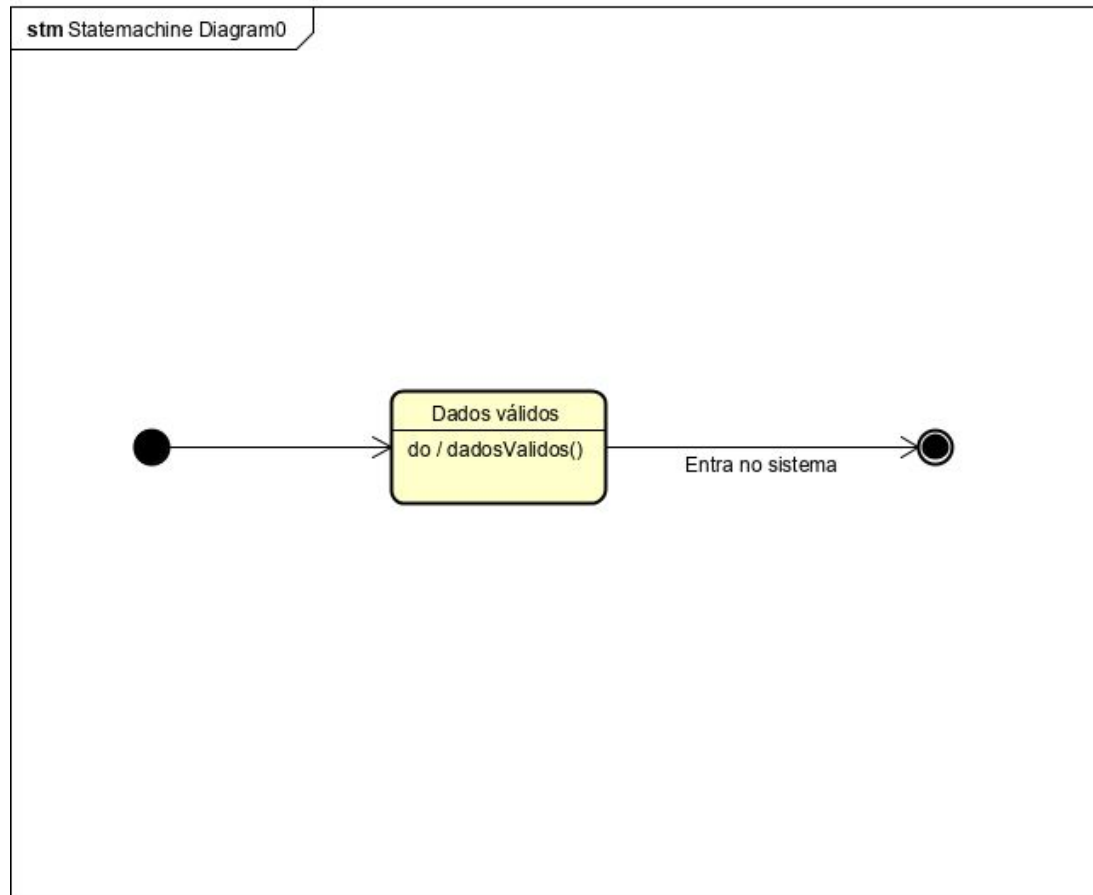 stm Statemachine Diagram0
Dados válidos
do / dadosValidos()
Entra no sistema